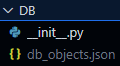 DB
__init__.py
{} db_objects.json